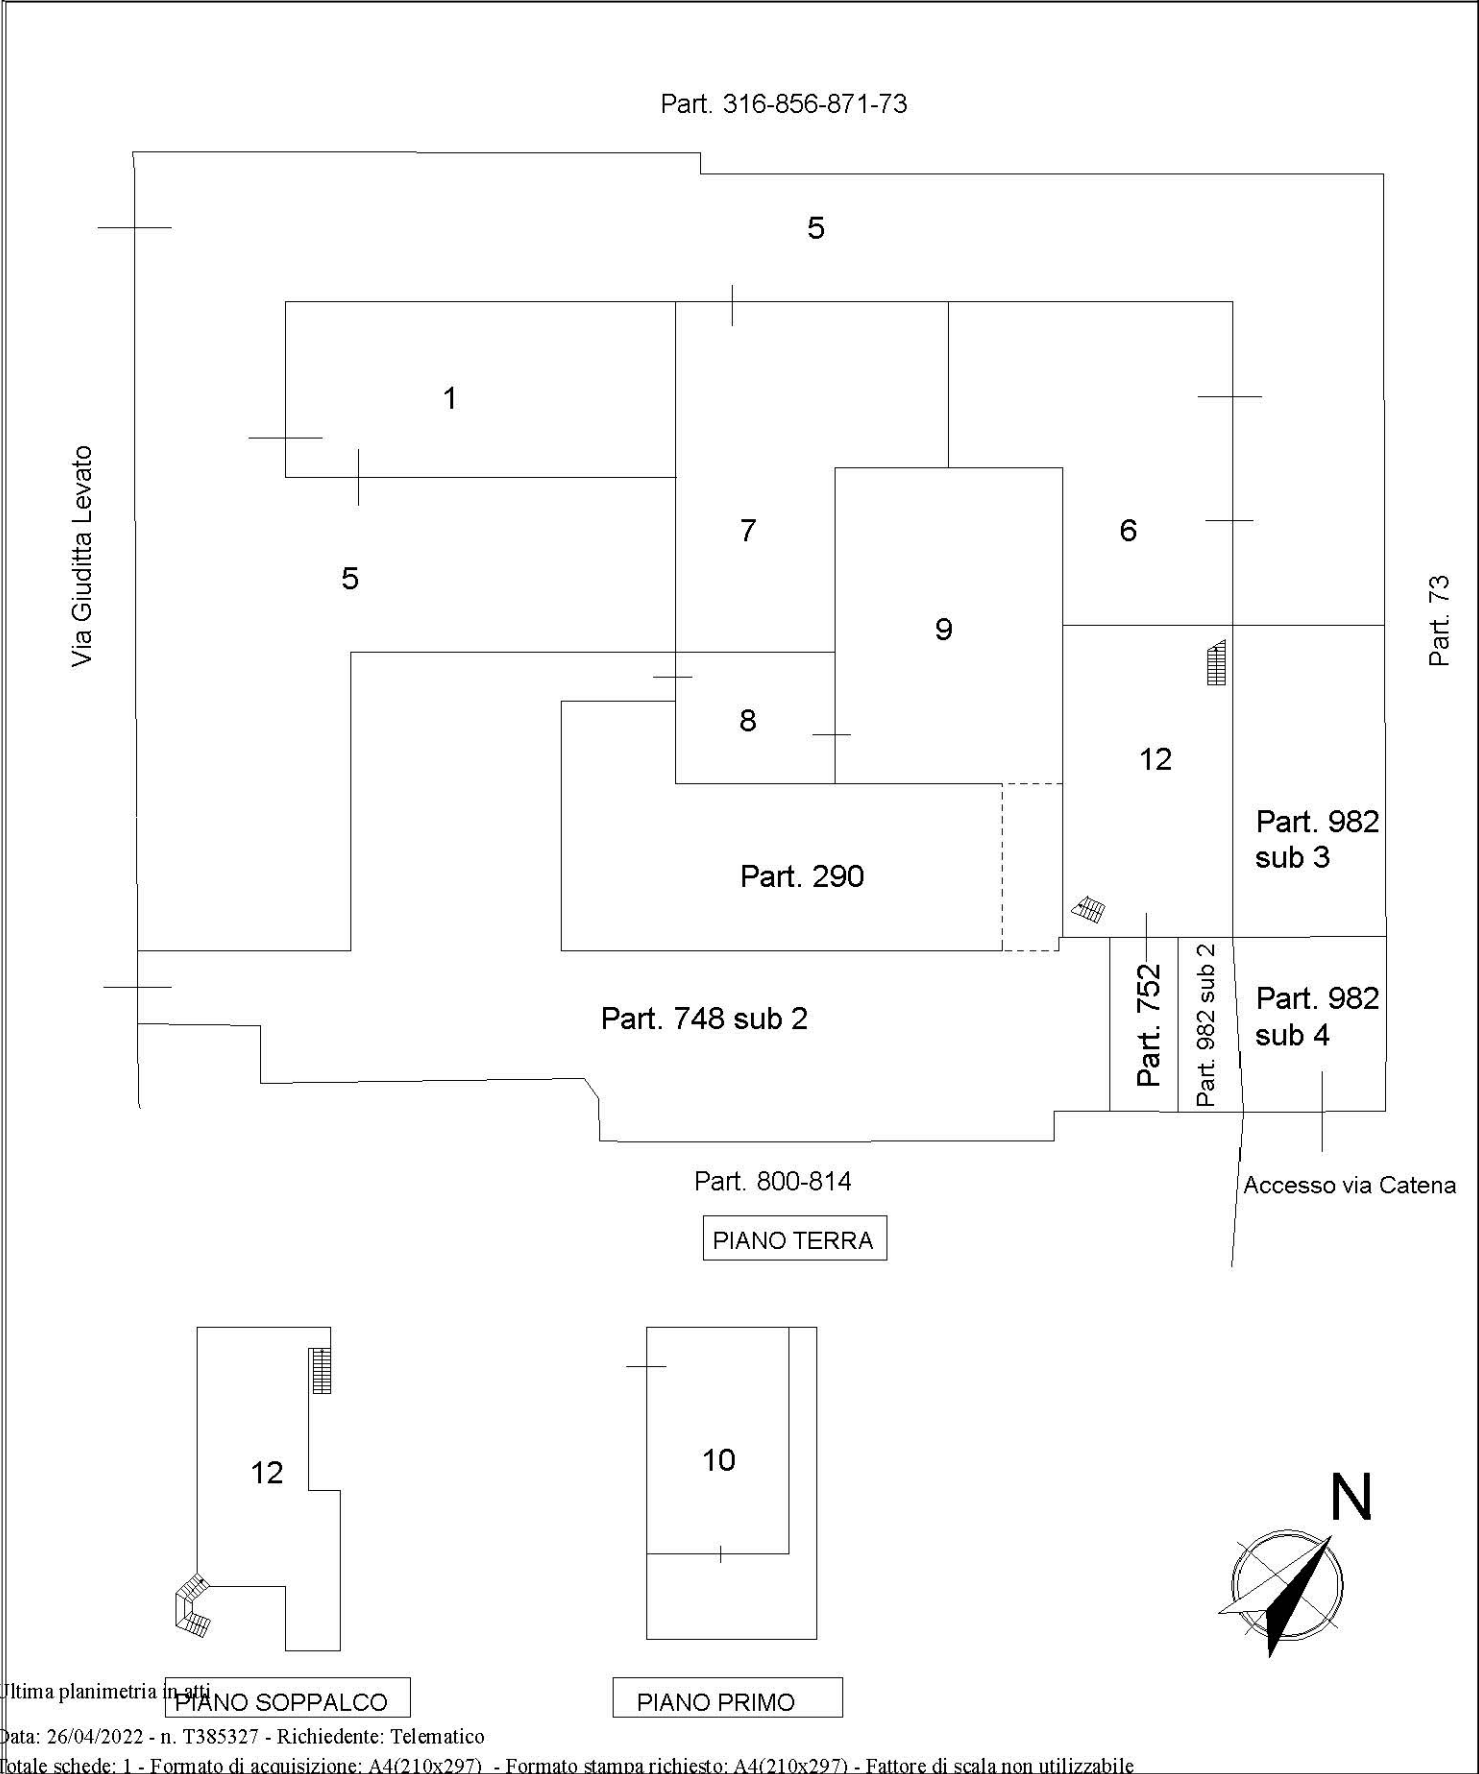 Part. 316-856-871-73
5
1
Via Giuditta Levato
7
6
5
9
Part. 73
8
12
Part. 982
sub 3
Part. 290
Part. 752
Part. 982 sub 2
Part. 982
sub 4
Part. 748 sub 2
Part. 800-814
Accesso via Catena
PIANO TERRA
12
10
N
PIANO SOPPALCO
PIANO PRIMO
Ultima planimetria in atti
Data: 26/04/2022 - n. T385327 - Richiedente: Telematico
Totale schede: 1 - Formato di acquisizione: A4(210x297) - Formato stampa richiesto: A4(210x297) - Fattore di scala non utilizzabile